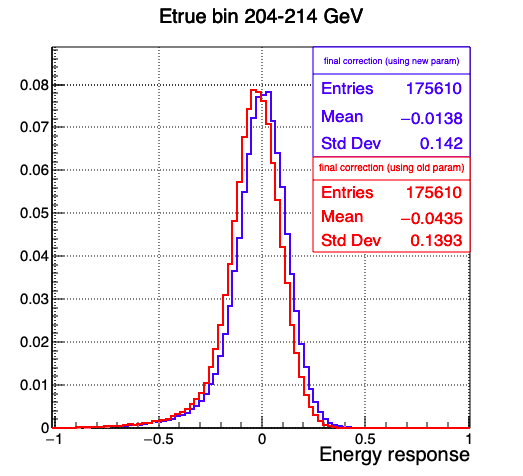 Etrue bin 204-214 GeV
final correction (using new param)
Entries 175610
Mean −0.0138
Std Dev 0.142
final correction (using old param)
Entries 175610
Mean −0.0435
Std Dev 0.1393
0.08
0.07
0.06
0.05
0.04
0.03
0.02
0.01
0
−1 −0.5 0 0.5 1
Energy response